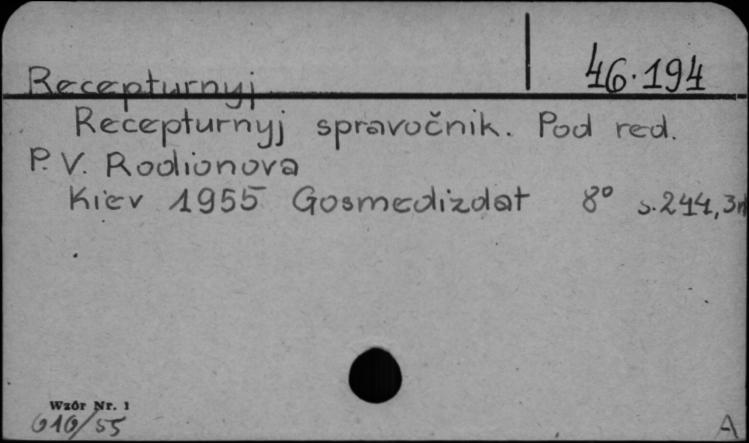 Recepturnyj 46.194
Recepturnyj spravočnik. Pod red.
P. V. Rodionova
Kiev 1955 Gosmedizdat 8° s. 244, 3
Wzór Nr. 1
616/55
A